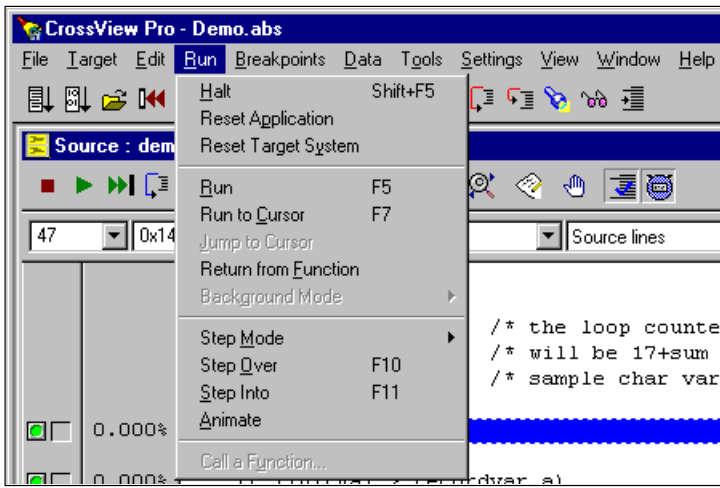 CrossView Pro - Demo.abs
File Target Edit Run Breakpoints Data Tools Settings View Window Help
Halt Shift+F5
Reset Application
Reset Target System
Source : dem
Run F5
Run to Cursor F7
47 0x14 Source lines
Jump to Cursor
Return from Function
Background Mode
Step Mode /* the loop counte
Step Over F10 /* will be 17+sum
Step Into F11 /* sample char var
Animate
0.000%
Call a Function...
0.000%